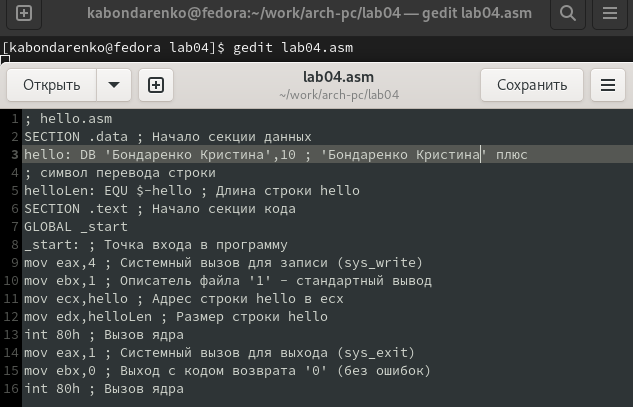 kabondarenko@fedora:~/work/arch-pc/lab04 — gedit lab04.asm
[kabondarenko@fedora lab04]$ gedit lab04.asm
Открыть
lab04.asm
~/work/arch-pc/lab04
Сохранить
1 ; hello.asm
2 SECTION .data ; Начало секции данных
3 hello: DB 'Бондаренко Кристина',10 ; 'Бондаренко Кристина' плюс
4 ; символ перевода строки
5 helloLen: EQU $-hello ; Длина строки hello
6 SECTION .text ; Начало секции кода
7 GLOBAL _start
8 _start: ; Точка входа в программу
9 mov eax,4 ; Системный вызов для записи (sys_write)
10 mov ebx,1 ; Описатель файла '1' - стандартный вывод
11 mov ecx,hello ; Адрес строки hello в ecx
12 mov edx,helloLen ; Размер строки hello
13 int 80h ; Вызов ядра
14 mov eax,1 ; Системный вызов для выхода (sys_exit)
15 mov ebx,0 ; Выход с кодом возврата '0' (без ошибок)
16 int 80h ; Вызов ядра